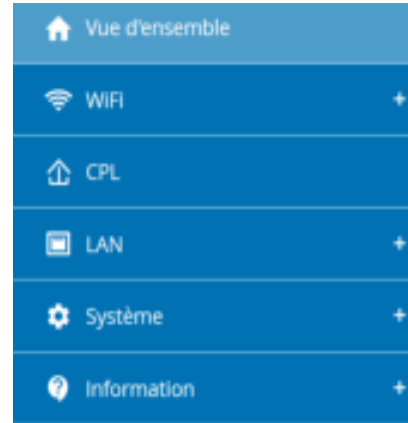 Vue d'ensemble
WiFi +
CPL
LAN +
Système +
Information +